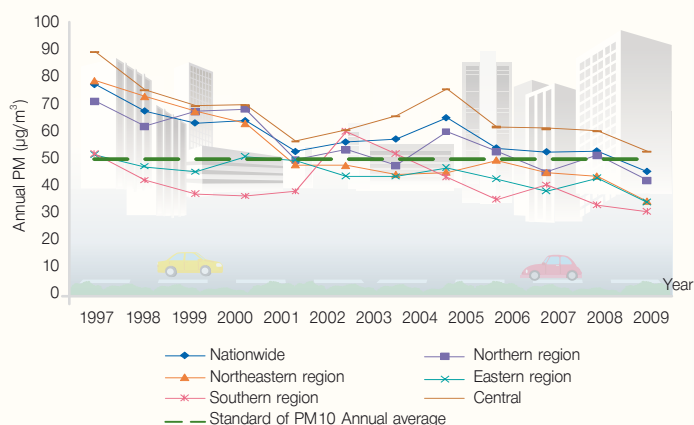 Annual PM (µg/m³)
100
90
80
70
60
50
40
30
20
10
0
Year
1997 1998 1999 2000 2001 2002 2003 2004 2005 2006 2007 2008 2009
Nationwide
Northern region
Northeastern region
Eastern region
Southern region
Central
Standard of PM10 Annual average